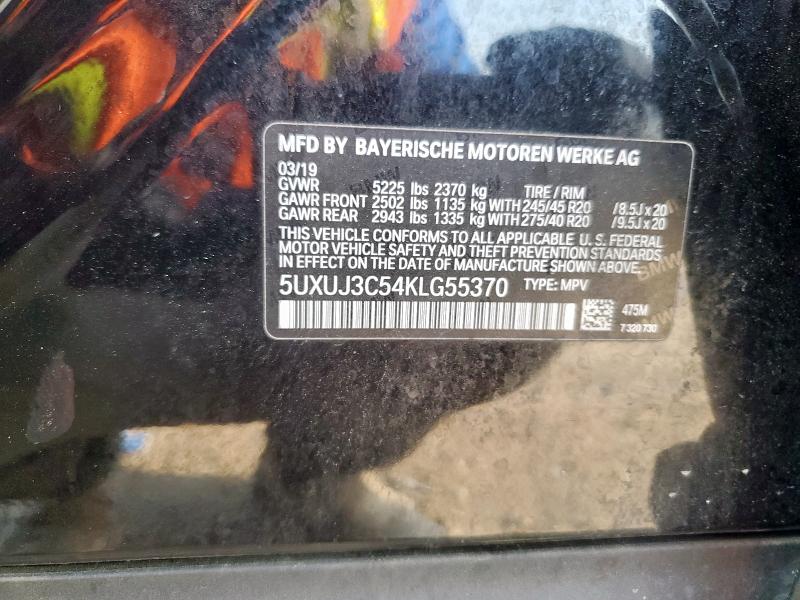 MFD BY BAYERISCHE MOTOREN WERKE AG
03/19
GVWR 5225 lbs 2370 kg TIRE / RIM
GAWR FRONT 2502 lbs 1135 kg WITH 245/45 R20 / 8.5J x 20
GAWR REAR 2943 lbs 1335 kg WITH 275/40 R20 / 9.5J x 20
THIS VEHICLE CONFORMS TO ALL APPLICABLE U. S. FEDERAL
MOTOR VEHICLE SAFETY AND THEFT PREVENTION STANDARDS
IN EFFECT ON DATE OF MANUFACTURE SHOWN ABOVE.
5UXUJ3C54KLG55370 TYPE: MPV
475M
7 320 730